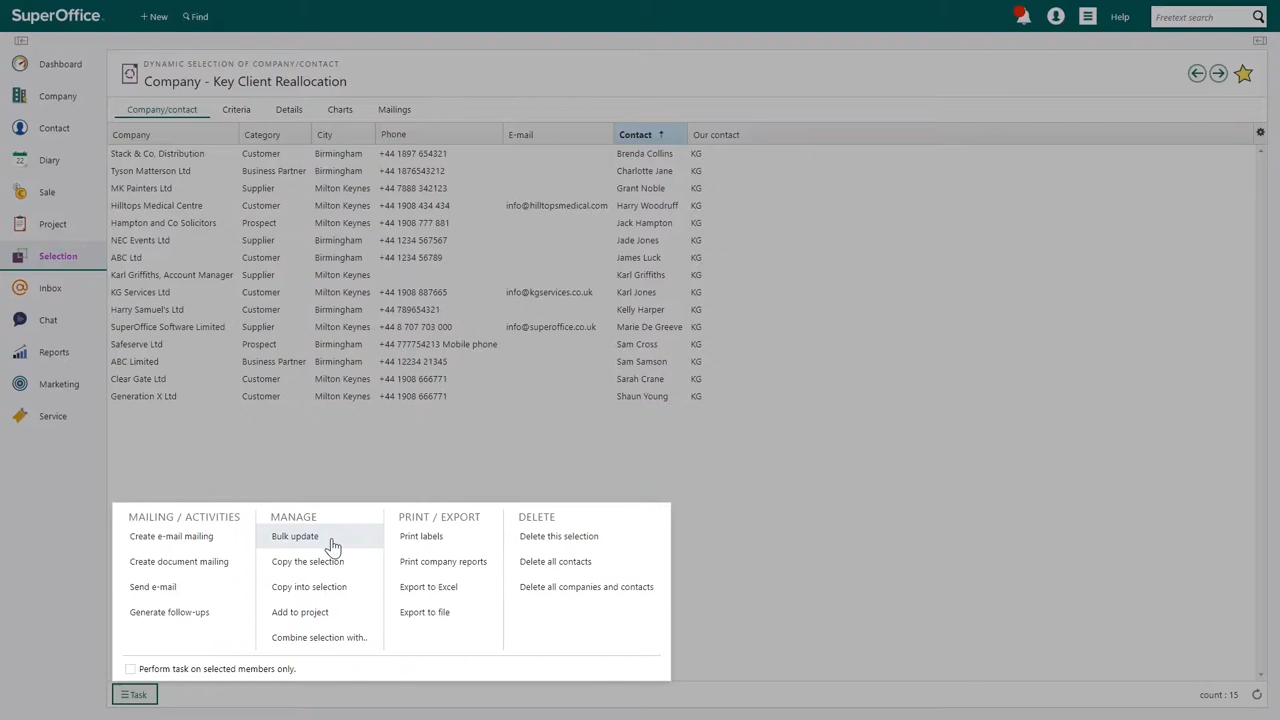 SuperOffice
+ New Find
Help
Freetext search
Dashboard
Company
Contact
22 Diary
Sale
Project
Selection
Inbox
Chat
Reports
Marketing
Service
DYNAMIC SELECTION OF COMPANY/CONTACT
Company - Key Client Reallocation
Company/contact Criteria Details Charts Mailings
Company Category City Phone E-mail Contact Our contact
Stack & Co, Distribution Customer Birmingham +44 1897 654321 Brenda Collins KG
Tyson Matterson Ltd Business Partner Birmingham +44 1876543212 Charlotte Jane KG
MK Painters Ltd Supplier Milton Keynes +44 7888 342123 Grant Noble KG
Hilltops Medical Centre Customer Milton Keynes +44 1908 434 434 info@hilltopsmedical.com Harry Woodruff KG
Hampton and Co Solicitors Prospect Milton Keynes +44 1908 777 881 Jack Hampton KG
NEC Events Ltd Supplier Birmingham +44 1234 567567 Jade Jones KG
ABC Ltd Customer Birmingham +44 1234 56789 James Luck KG
Karl Griffiths, Account Manager Supplier Milton Keynes Karl Griffiths KG
KG Services Ltd Customer Milton Keynes +44 1908 887665 info@kgservices.co.uk Karl Jones KG
Harry Samuel's Ltd Customer Birmingham +44 789654321 Kelly Harper KG
SuperOffice Software Limited Supplier Milton Keynes +44 8 707 703 000 info@superoffice.co.uk Marie De Greeve KG
Safeserve Ltd Prospect Birmingham +44 777754213 Mobile phone Sam Cross KG
ABC Limited Business Partner Birmingham +44 12234 21345 Sam Samson KG
Clear Gate Ltd Customer Milton Keynes +44 1908 666771 Sarah Crane KG
Generation X Ltd Customer Milton Keynes +44 1908 666771 Shaun Young KG
MAILING / ACTIVITIES MANAGE PRINT / EXPORT DELETE
Create e-mail mailing Bulk update Print labels Delete this selection
Create document mailing Copy the selection Print company reports Delete all contacts
Send e-mail Copy into selection Export to Excel Delete all companies and contacts
Generate follow-ups Add to project Export to file
Combine selection with..
Perform task on selected members only.
Task
count : 15